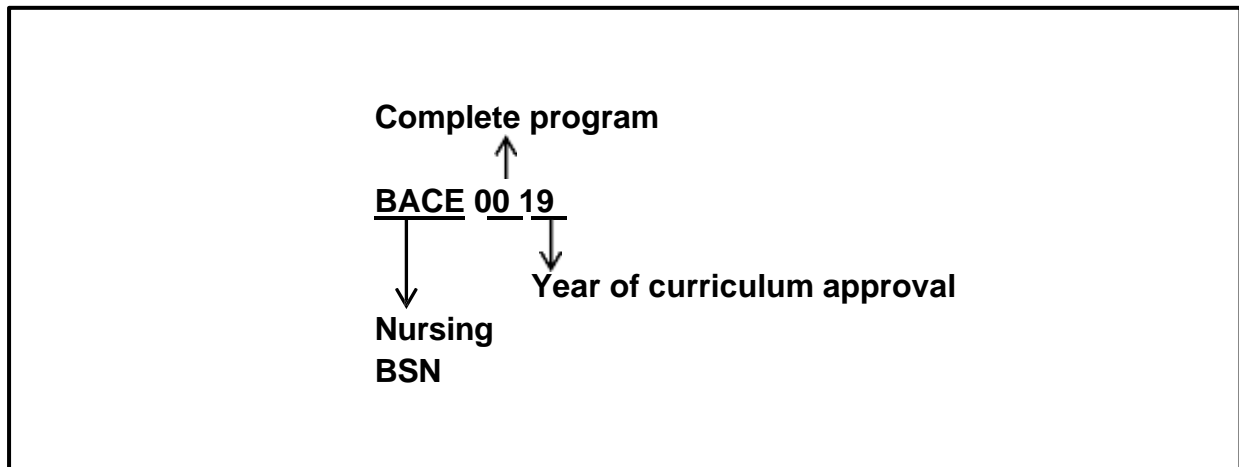 Complete program
BACE 00 19
Year of curriculum approval
Nursing
BSN